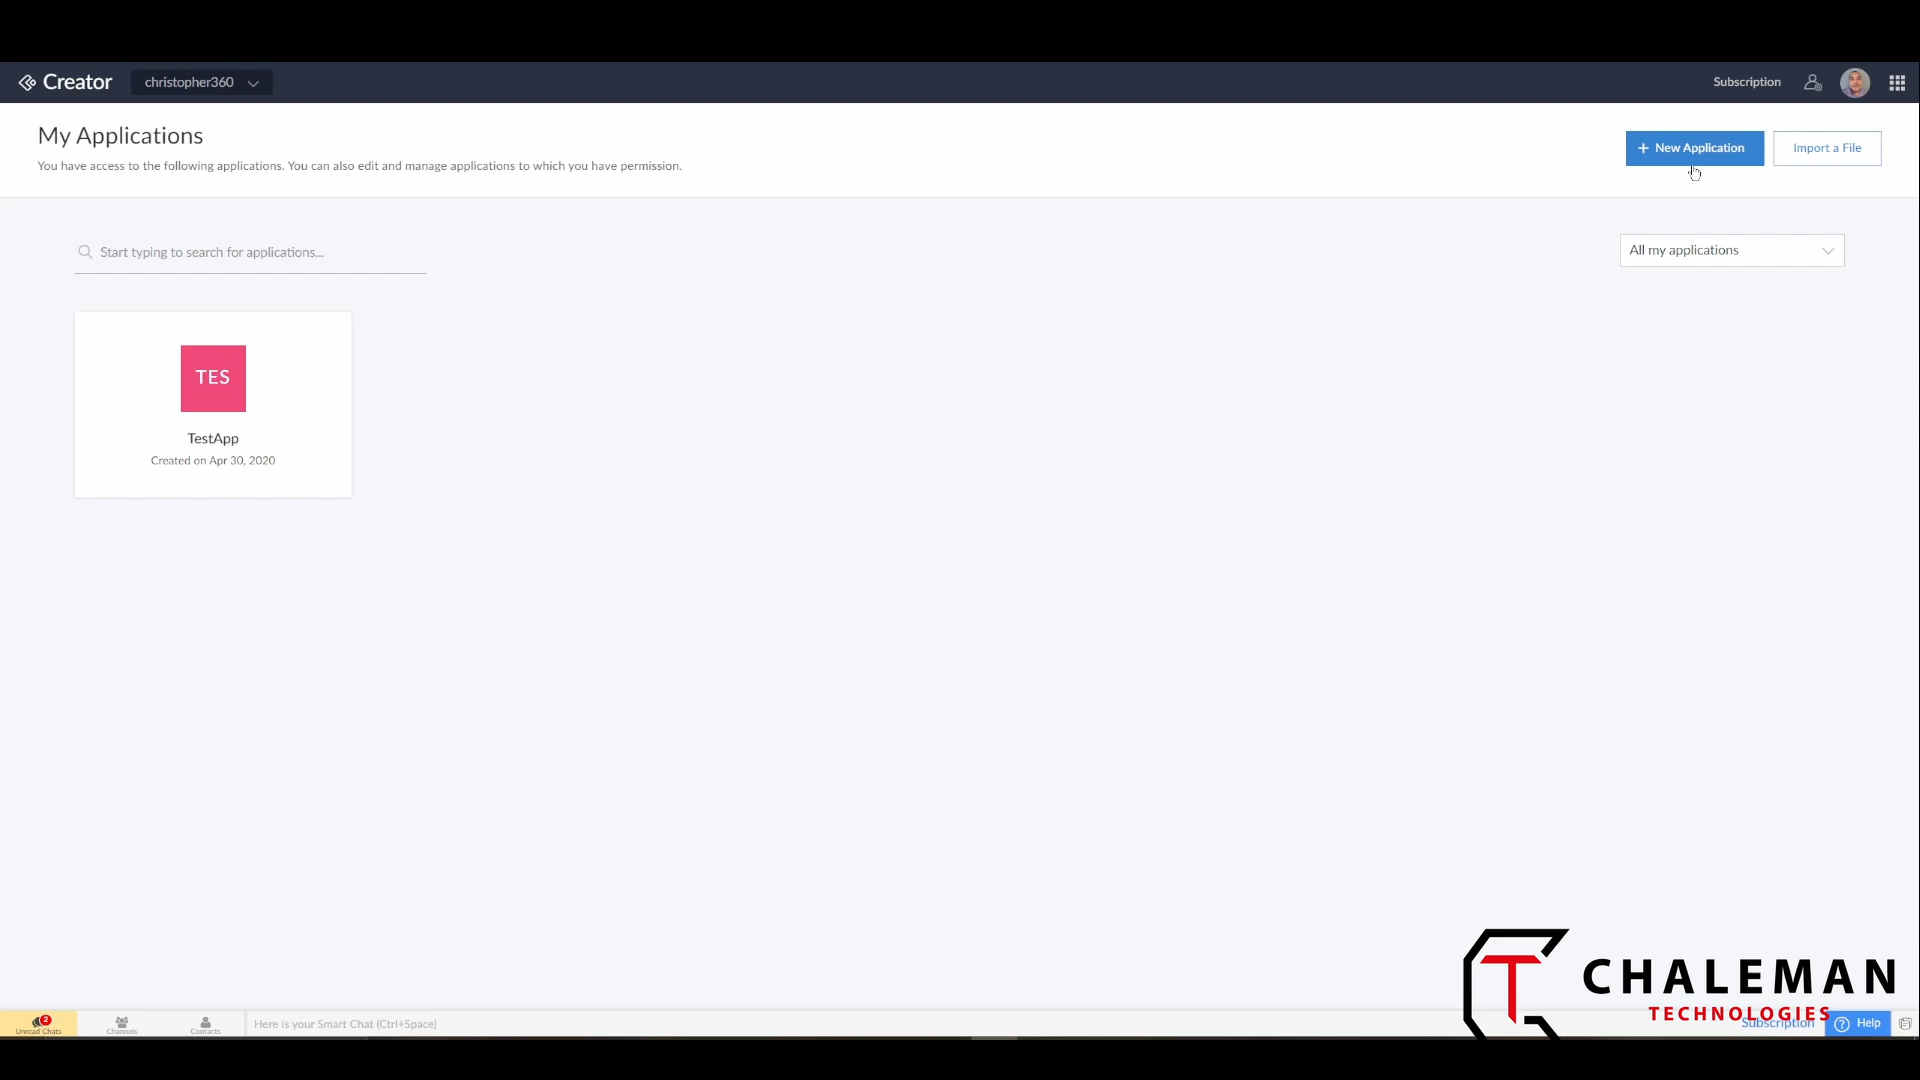 Creator
christopher360
Subscription
My Applications
You have access to the following applications. You can also edit and manage applications to which you have permission.
+ New Application
Import a File
Start typing to search for applications...
All my applications
TES
TestApp
Created on Apr 30, 2020
CHALEMAN
TECHNOLOGIES
2
Unread Chats
Channels
Contacts
Here is your Smart Chat (Ctrl+Space)
Subscription
? Help